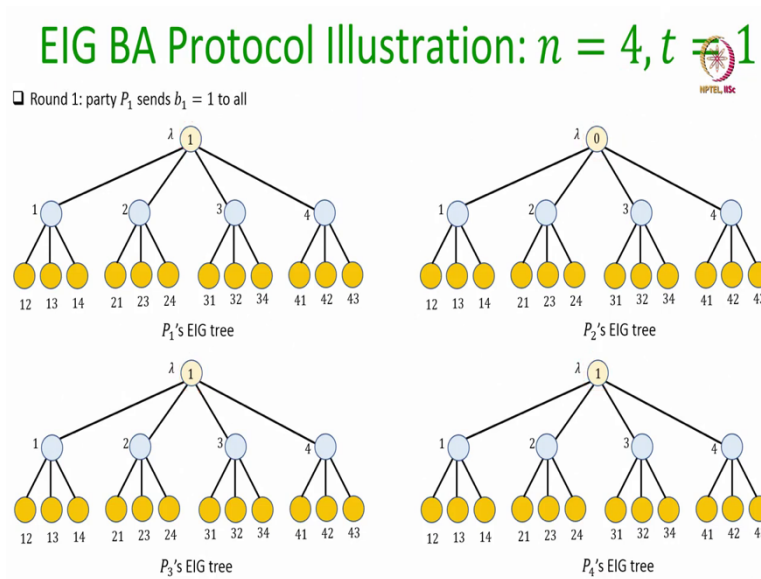 EIG BA Protocol Illustration: n = 4, t = 1
NPTEL, IISc
❑ Round 1: party P₁ sends b₁ = 1 to all
λ 1
1 2 3 4
12 13 14 21 23 24 31 32 34 41 42 43
P₁'s EIG tree
λ 0
1 2 3 4
12 13 14 21 23 24 31 32 34 41 42
P₂'s EIG tree
λ 1
1 2 3 4
12 13 14 21 23 24 31 32 34 41 42 43
P₃'s EIG tree
λ 1
1 2 3 4
12 13 14 21 23 24 31 32 34 41 42
P₄'s EIG tree